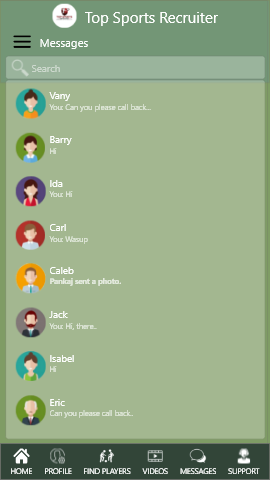 Top Sports Recruiter
Messages
Search
Vany
You: Can you please call back...
Barry
Hi
Ida
You: Hi
Carl
You: Wasup
Caleb
Pankaj sent a photo.
Jack
You: Hi, there..
Isabel
Hi
Eric
Can you please call back..
HOME PROFILE FIND PLAYERS VIDEOS MESSAGES SUPPORT